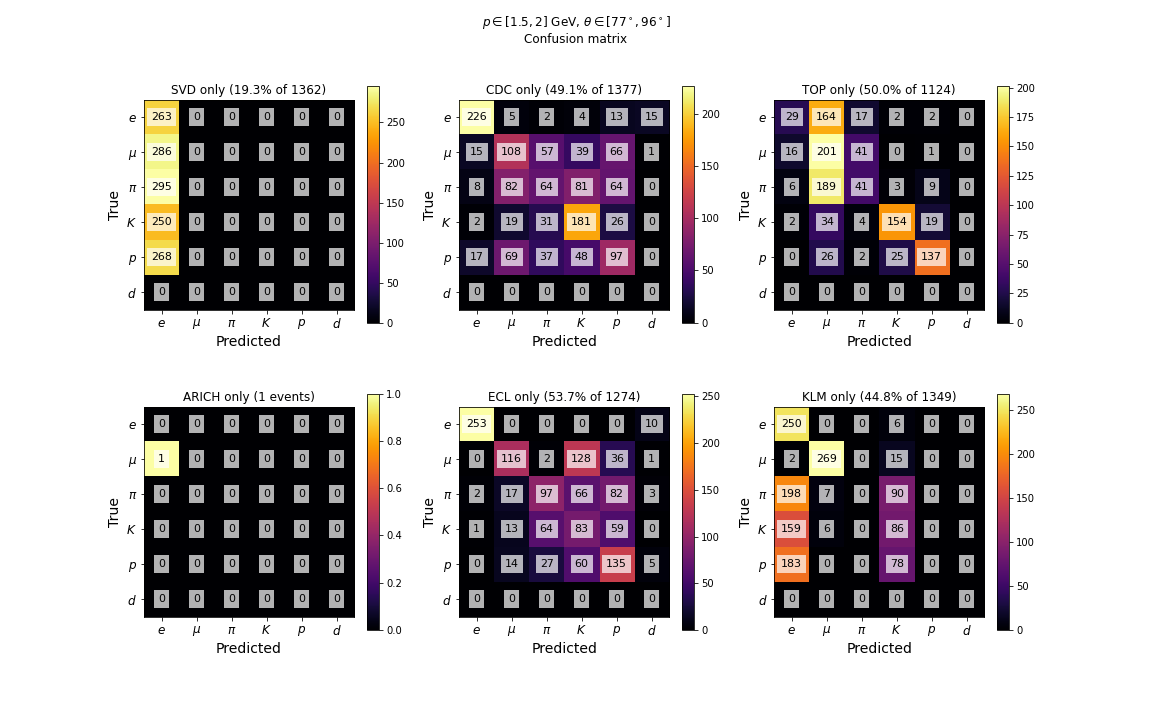 p ∈ [1.5, 2] GeV, θ ∈ [77°, 96°]
Confusion matrix
SVD only (19.3% of 1362)
True
e 263 0 0 0 0 0
μ 286 0 0 0 0 0
π 295 0 0 0 0 0
K 250 0 0 0 0 0
p 268 0 0 0 0 0
d 0 0 0 0 0 0
e μ π K p d
Predicted
250
200
150
100
50
0
CDC only (49.1% of 1377)
True
e 226 5 2 4 13 15
μ 15 108 57 39 66 1
π 8 82 64 81 64 0
K 2 19 31 181 26 0
p 17 69 37 48 97 0
d 0 0 0 0 0 0
e μ π K p d
Predicted
200
150
100
50
0
TOP only (50.0% of 1124)
True
e 29 164 17 2 2 0
μ 16 201 41 0 1 0
π 6 189 41 3 9 0
K 2 34 4 154 19 0
p 0 26 2 25 137 0
d 0 0 0 0 0 0
e μ π K p d
Predicted
200
175
150
125
100
75
50
25
0
ARICH only (1 events)
True
e 0 0 0 0 0 0
μ 1 0 0 0 0 0
π 0 0 0 0 0 0
K 0 0 0 0 0 0
p 0 0 0 0 0 0
d 0 0 0 0 0 0
e μ π K p d
Predicted
1.0
0.8
0.6
0.4
0.2
0.0
ECL only (53.7% of 1274)
True
e 253 0 0 0 0 10
μ 0 116 2 128 36 1
π 2 17 97 66 82 3
K 1 13 64 83 59 0
p 0 14 27 60 135 5
d 0 0 0 0 0 0
e μ π K p d
Predicted
250
200
150
100
50
0
KLM only (44.8% of 1349)
True
e 250 0 0 6 0 0
μ 2 269 0 15 0 0
π 198 7 0 90 0 0
K 159 6 0 86 0 0
p 183 0 0 78 0 0
d 0 0 0 0 0 0
e μ π K p d
Predicted
250
200
150
100
50
0